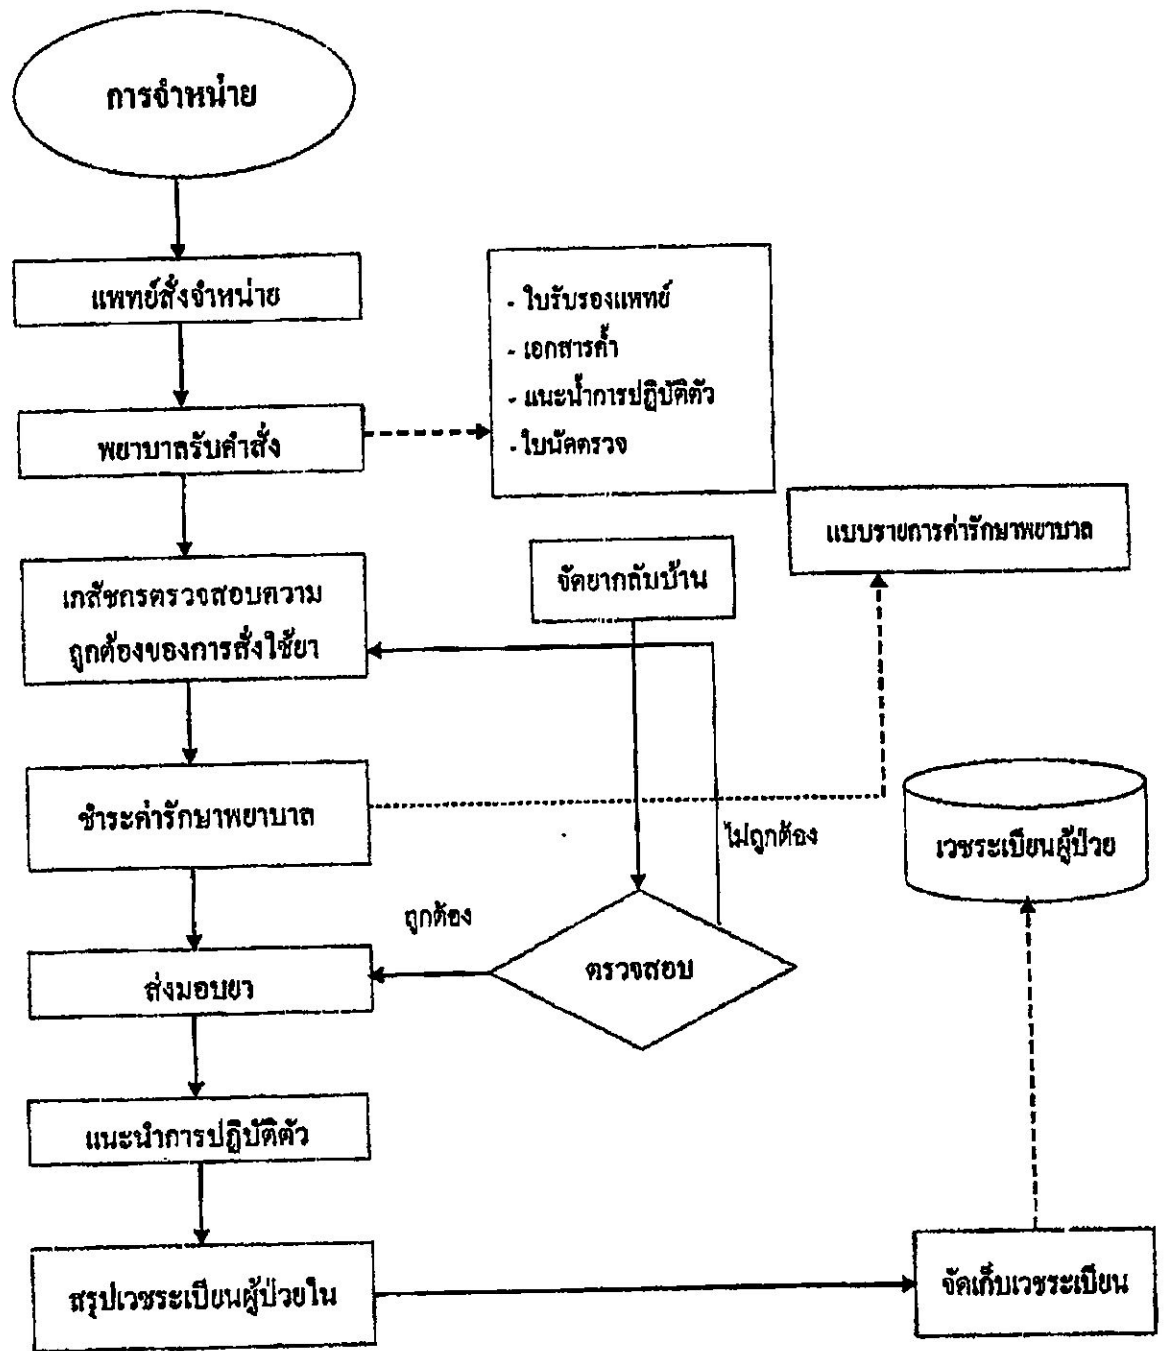 การจำหน่าย
แพทย์สั่งจำหน่าย
- ใบรับรองแพทย์
- เอกสารค้ำ
- แนะน้ำการปฏิบัติตัว
- ใบนัดตรวจ
พยาบาลรับคำสั่ง
แบบรายการค่ารักษาพยาบาล
จัดยากลับบ้าน
เภสัชกรตรวจสอบความ
ถูกต้องของการสั่งใช้ยา
ชำระค่ารักษาพยาบาล
ไม่ถูกต้อง
เวชระเบียนผู้ป่วย
ถูกต้อง
ตรวจสอบ
ส่งมอบยา
แนะนำการปฏิบัติตัว
สรุปเวชระเบียนผู้ป่วยใน
จัดเก็บเวชระเบียน